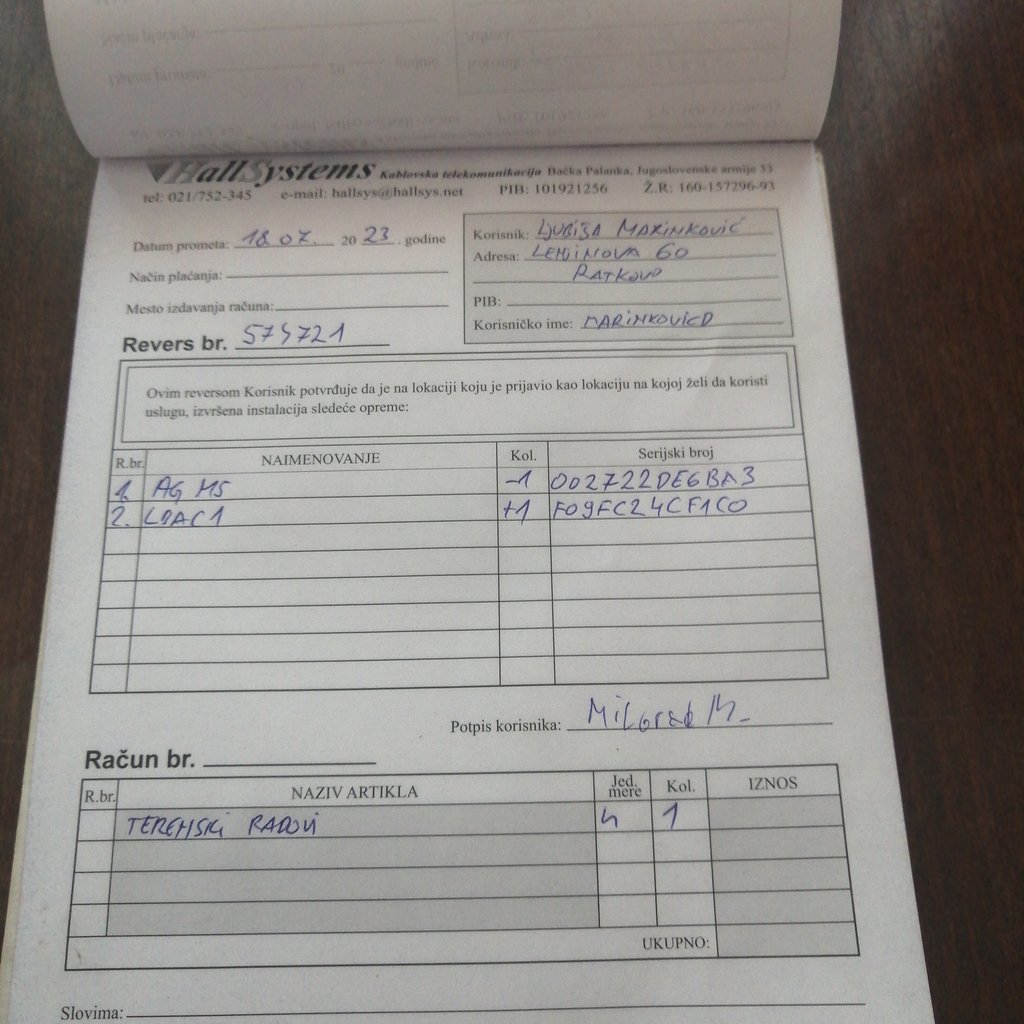 HallSystems Kablovska telekomunikacija Bačka Palanka, Jugoslovenske armije 33
tel: 021/752-345 e-mail: hallsys@hallsys.net PIB: 101921256 Ž.R: 160-157296-93
Datum prometa: 18 07. 20 23 . godine
Način plaćanja:
Mesto izdavanja računa:
Korisnik: LJUBIŠA MARINKOVIĆ
Adresa: LENJINOVA 60
RATKOVO
PIB:
Korisničko ime: MARINKOVICD
Revers br. 574721
Ovim reversom Korisnik potvrđuje da je na lokaciji koju je prijavio kao lokaciju na kojoj želi da koristi
uslugu, izvršena instalacija sledeće opreme:
R.br. NAIMENOVANJE Kol. Serijski broj
1. AG M5 -1 002722DE6BA3
2. LBAC1 +1 F09FC24CF1C0
Potpis korisnika: Milorad M.
Račun br.
R.br. NAZIV ARTIKLA Jed. mere Kol. IZNOS
TERENSKI RADOVI h 1
UKUPNO:
Slovima: